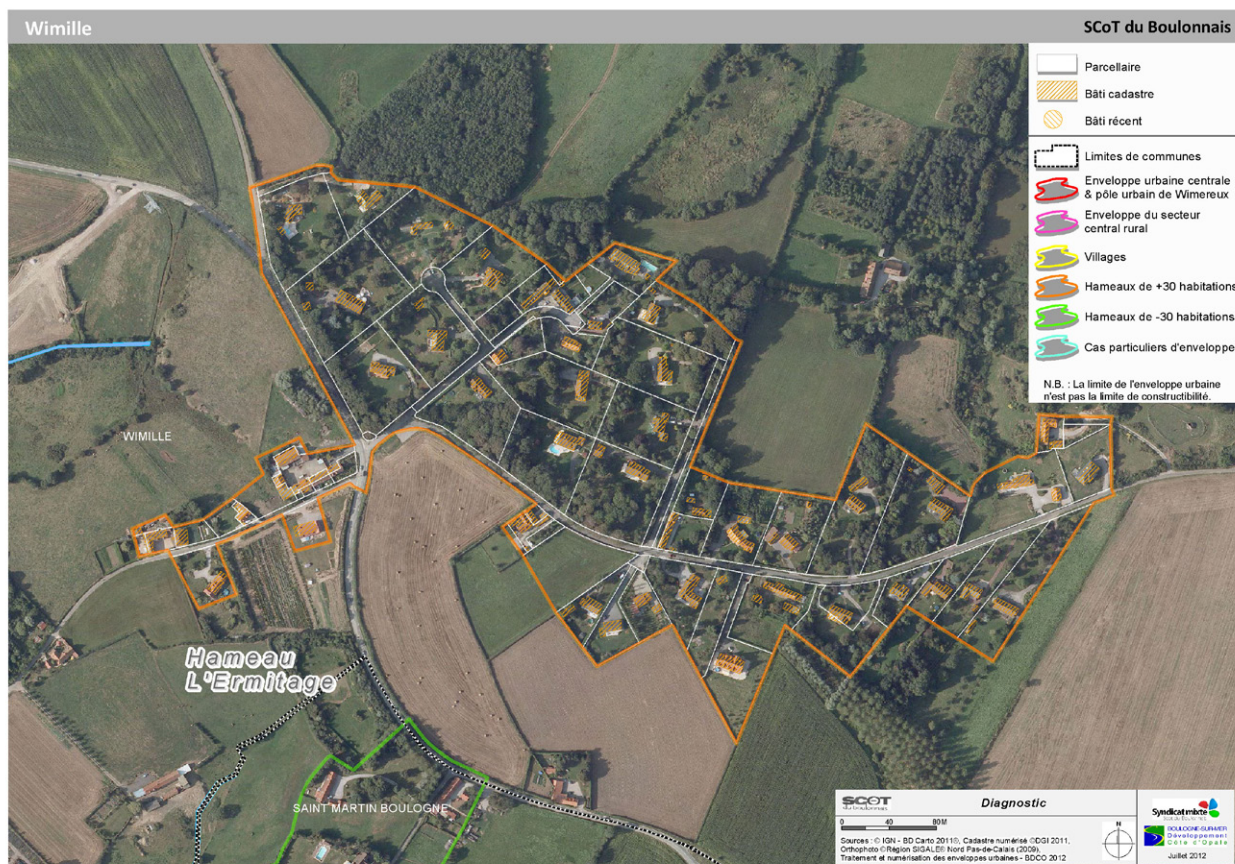 Wimille
SCoT du Boulonnais
Parcellaire
Bâti cadastre
Bâti récent
Limites de communes
Enveloppe urbaine centrale
& pôle urbain de Wimereux
Enveloppe du secteur
central rural
Villages
Hameaux de +30 habitations
Hameaux de -30 habitations
Cas particuliers d'enveloppe
N.B. : La limite de l'enveloppe urbaine
n'est pas la limite de constructibilité.
WIMILLE
Hameau
L'Ermitage
SAINT MARTIN BOULOGNE
SCOT
du boulonnais
Diagnostic
0 40 80M
Sources : © IGN - BD Carto 2011®, Cadastre numérisé ©DGI 2011,
Orthophoto ©Région SIGALE® Nord Pas-de-Calais (2009),
Traitement et numérisation des enveloppes urbaines - BDCO 2012
N
Syndicat mixte
BOULOGNE-SUR-MER
Développement
Côte d'Opale
Juillet 2012